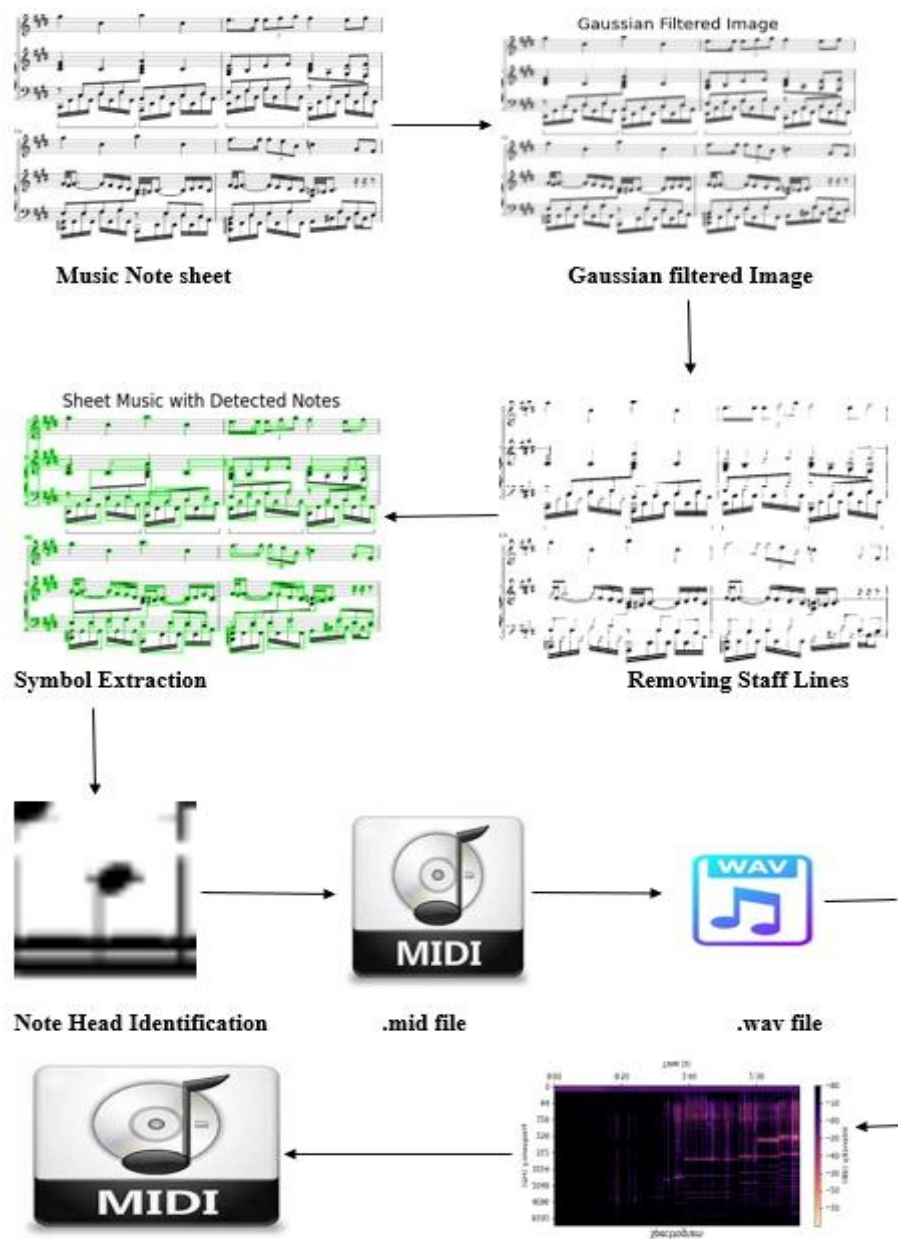 Gaussian Filtered Image
Music Note sheet
Gaussian filtered Image
Sheet Music with Detected Notes
Symbol Extraction
Removing Staff Lines
MIDI
WAV
Note Head Identification
.mid file
.wav file
MIDI
Spectrogram